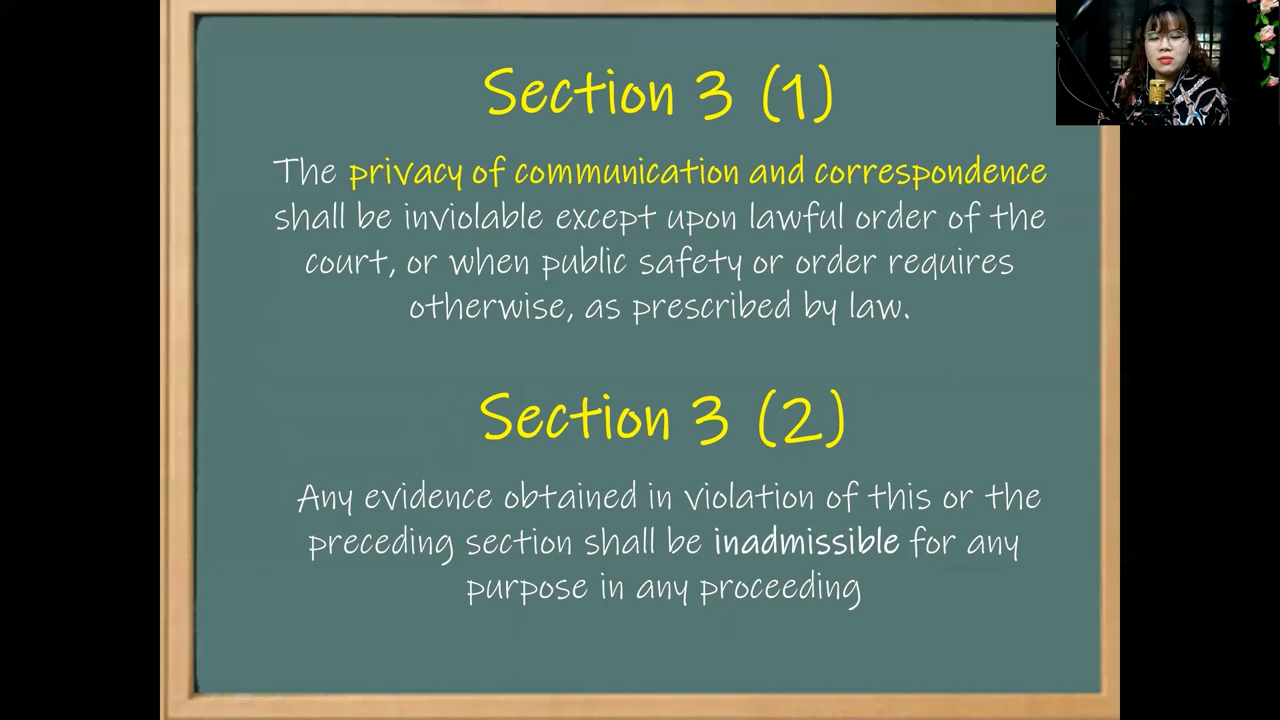 Section 3 (1)
The privacy of communication and correspondence
shall be inviolable except upon lawful order of the
court, or when public safety or order requires
otherwise, as prescribed by law.
Section 3 (2)
Any evidence obtained in violation of this or the
preceding section shall be inadmissible for any
purpose in any proceeding